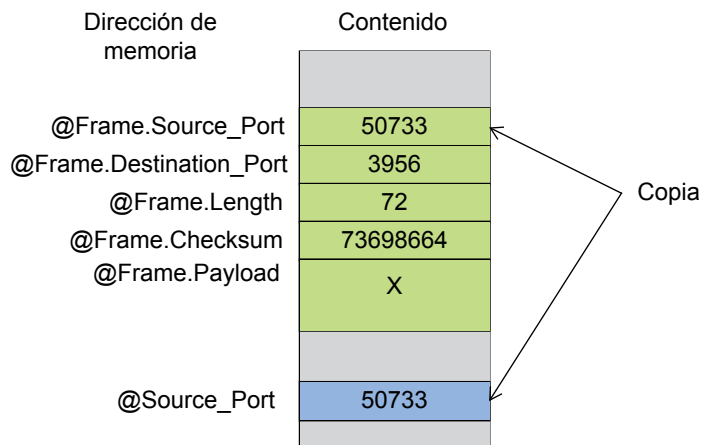 Dirección de
memoria
Contenido
@Frame.Source_Port 50733
@Frame.Destination_Port 3956
@Frame.Length 72
@Frame.Checksum 73698664
@Frame.Payload X
Copia
@Source_Port 50733